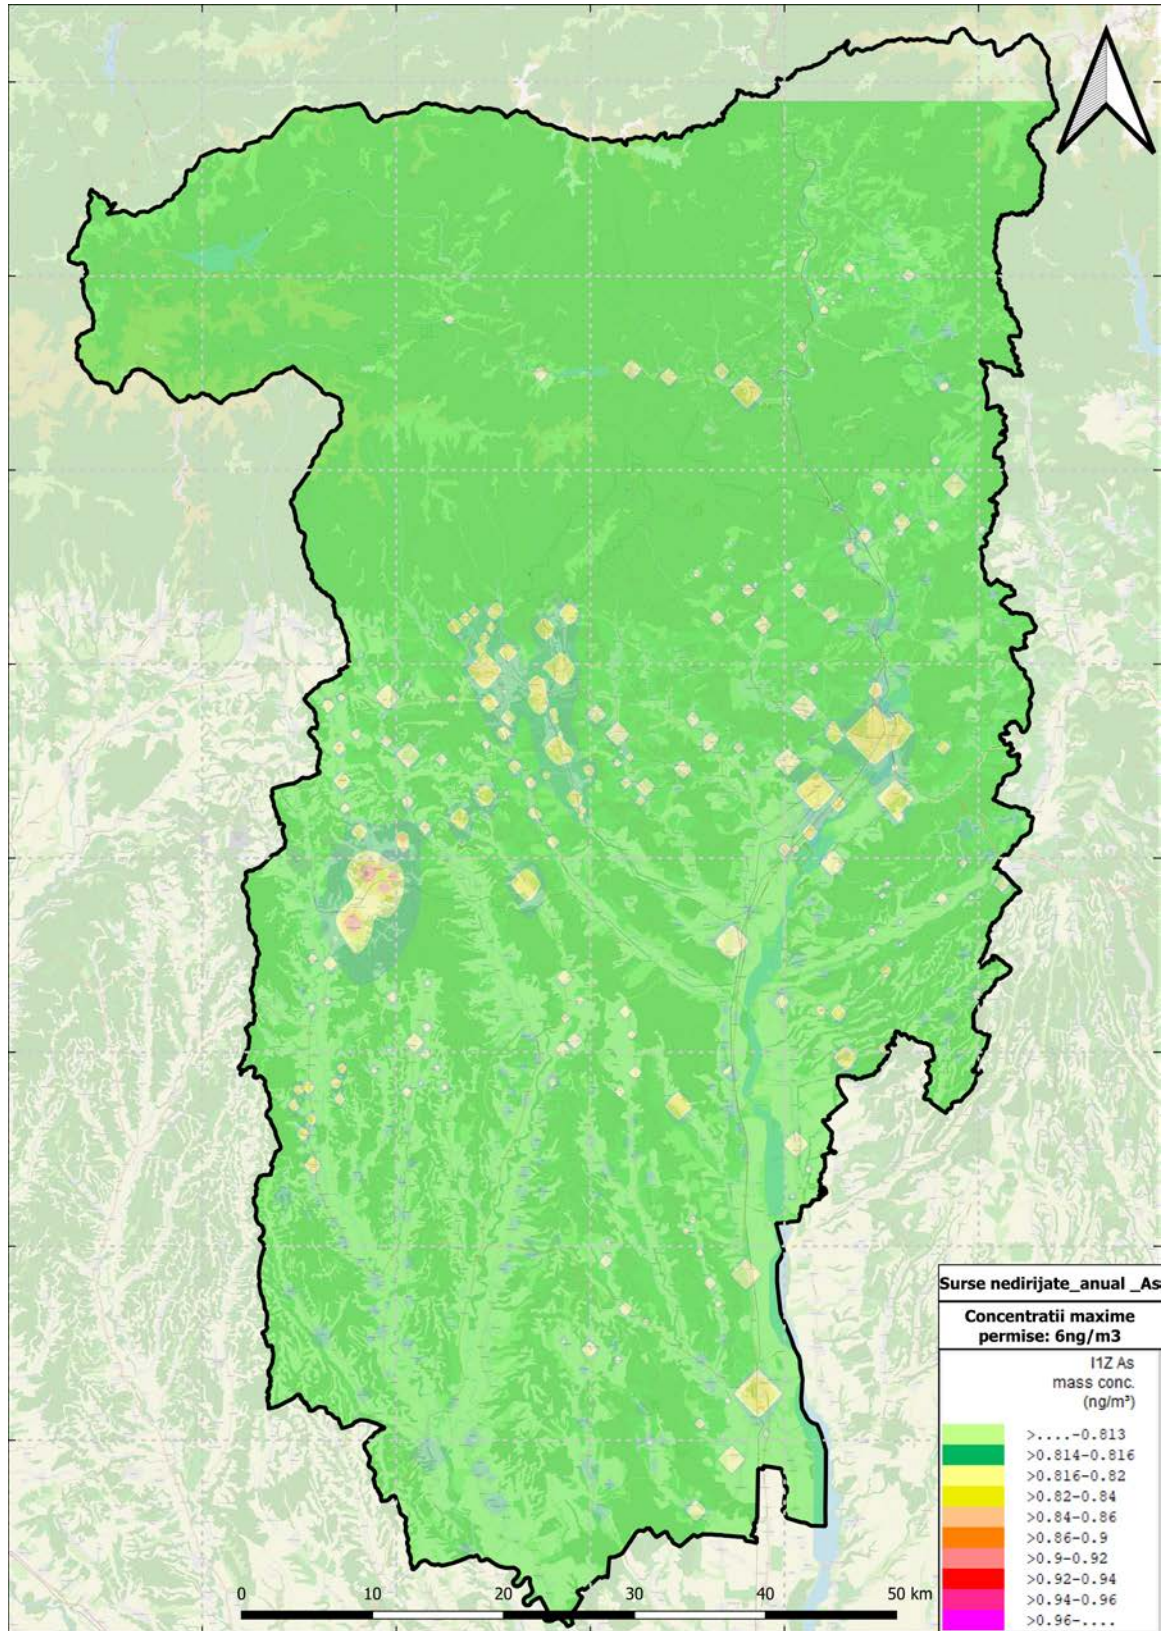 Surse nedirijate_anual _As
Concentratii maxime
permise: 6ng/m3
I1Z As
mass conc.
(ng/m³)
>....-0.813
>0.814-0.816
>0.816-0.82
>0.82-0.84
>0.84-0.86
>0.86-0.9
>0.9-0.92
>0.92-0.94
>0.94-0.96
>0.96-....
0 10 20 30 40 50 km